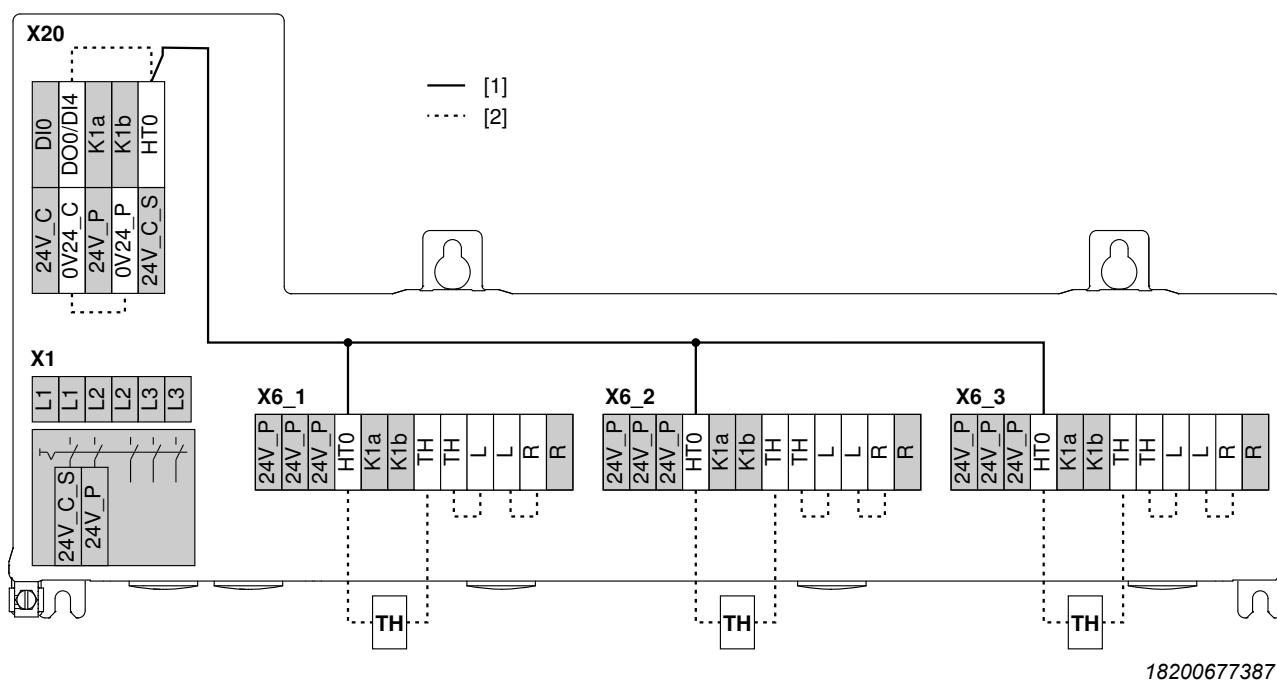 X20
[1]
[2]
DI0 DO0/DI4 K1a K1b HT0
24V_C 0V24_C 24V_P 0V24_P 24V_C_S
X1
L1 L1 L2 L2 L3 L3
24V_C_S 24V_P
X6_1
24V_P 24V_P 24V_P HT0 K1a K1b TH TH L L R R
TH
X6_2
24V_P 24V_P 24V_P HT0 K1a K1b TH TH L L R R
TH
X6_3
24V_P 24V_P 24V_P HT0 K1a K1b TH TH L L R R
TH
18200677387